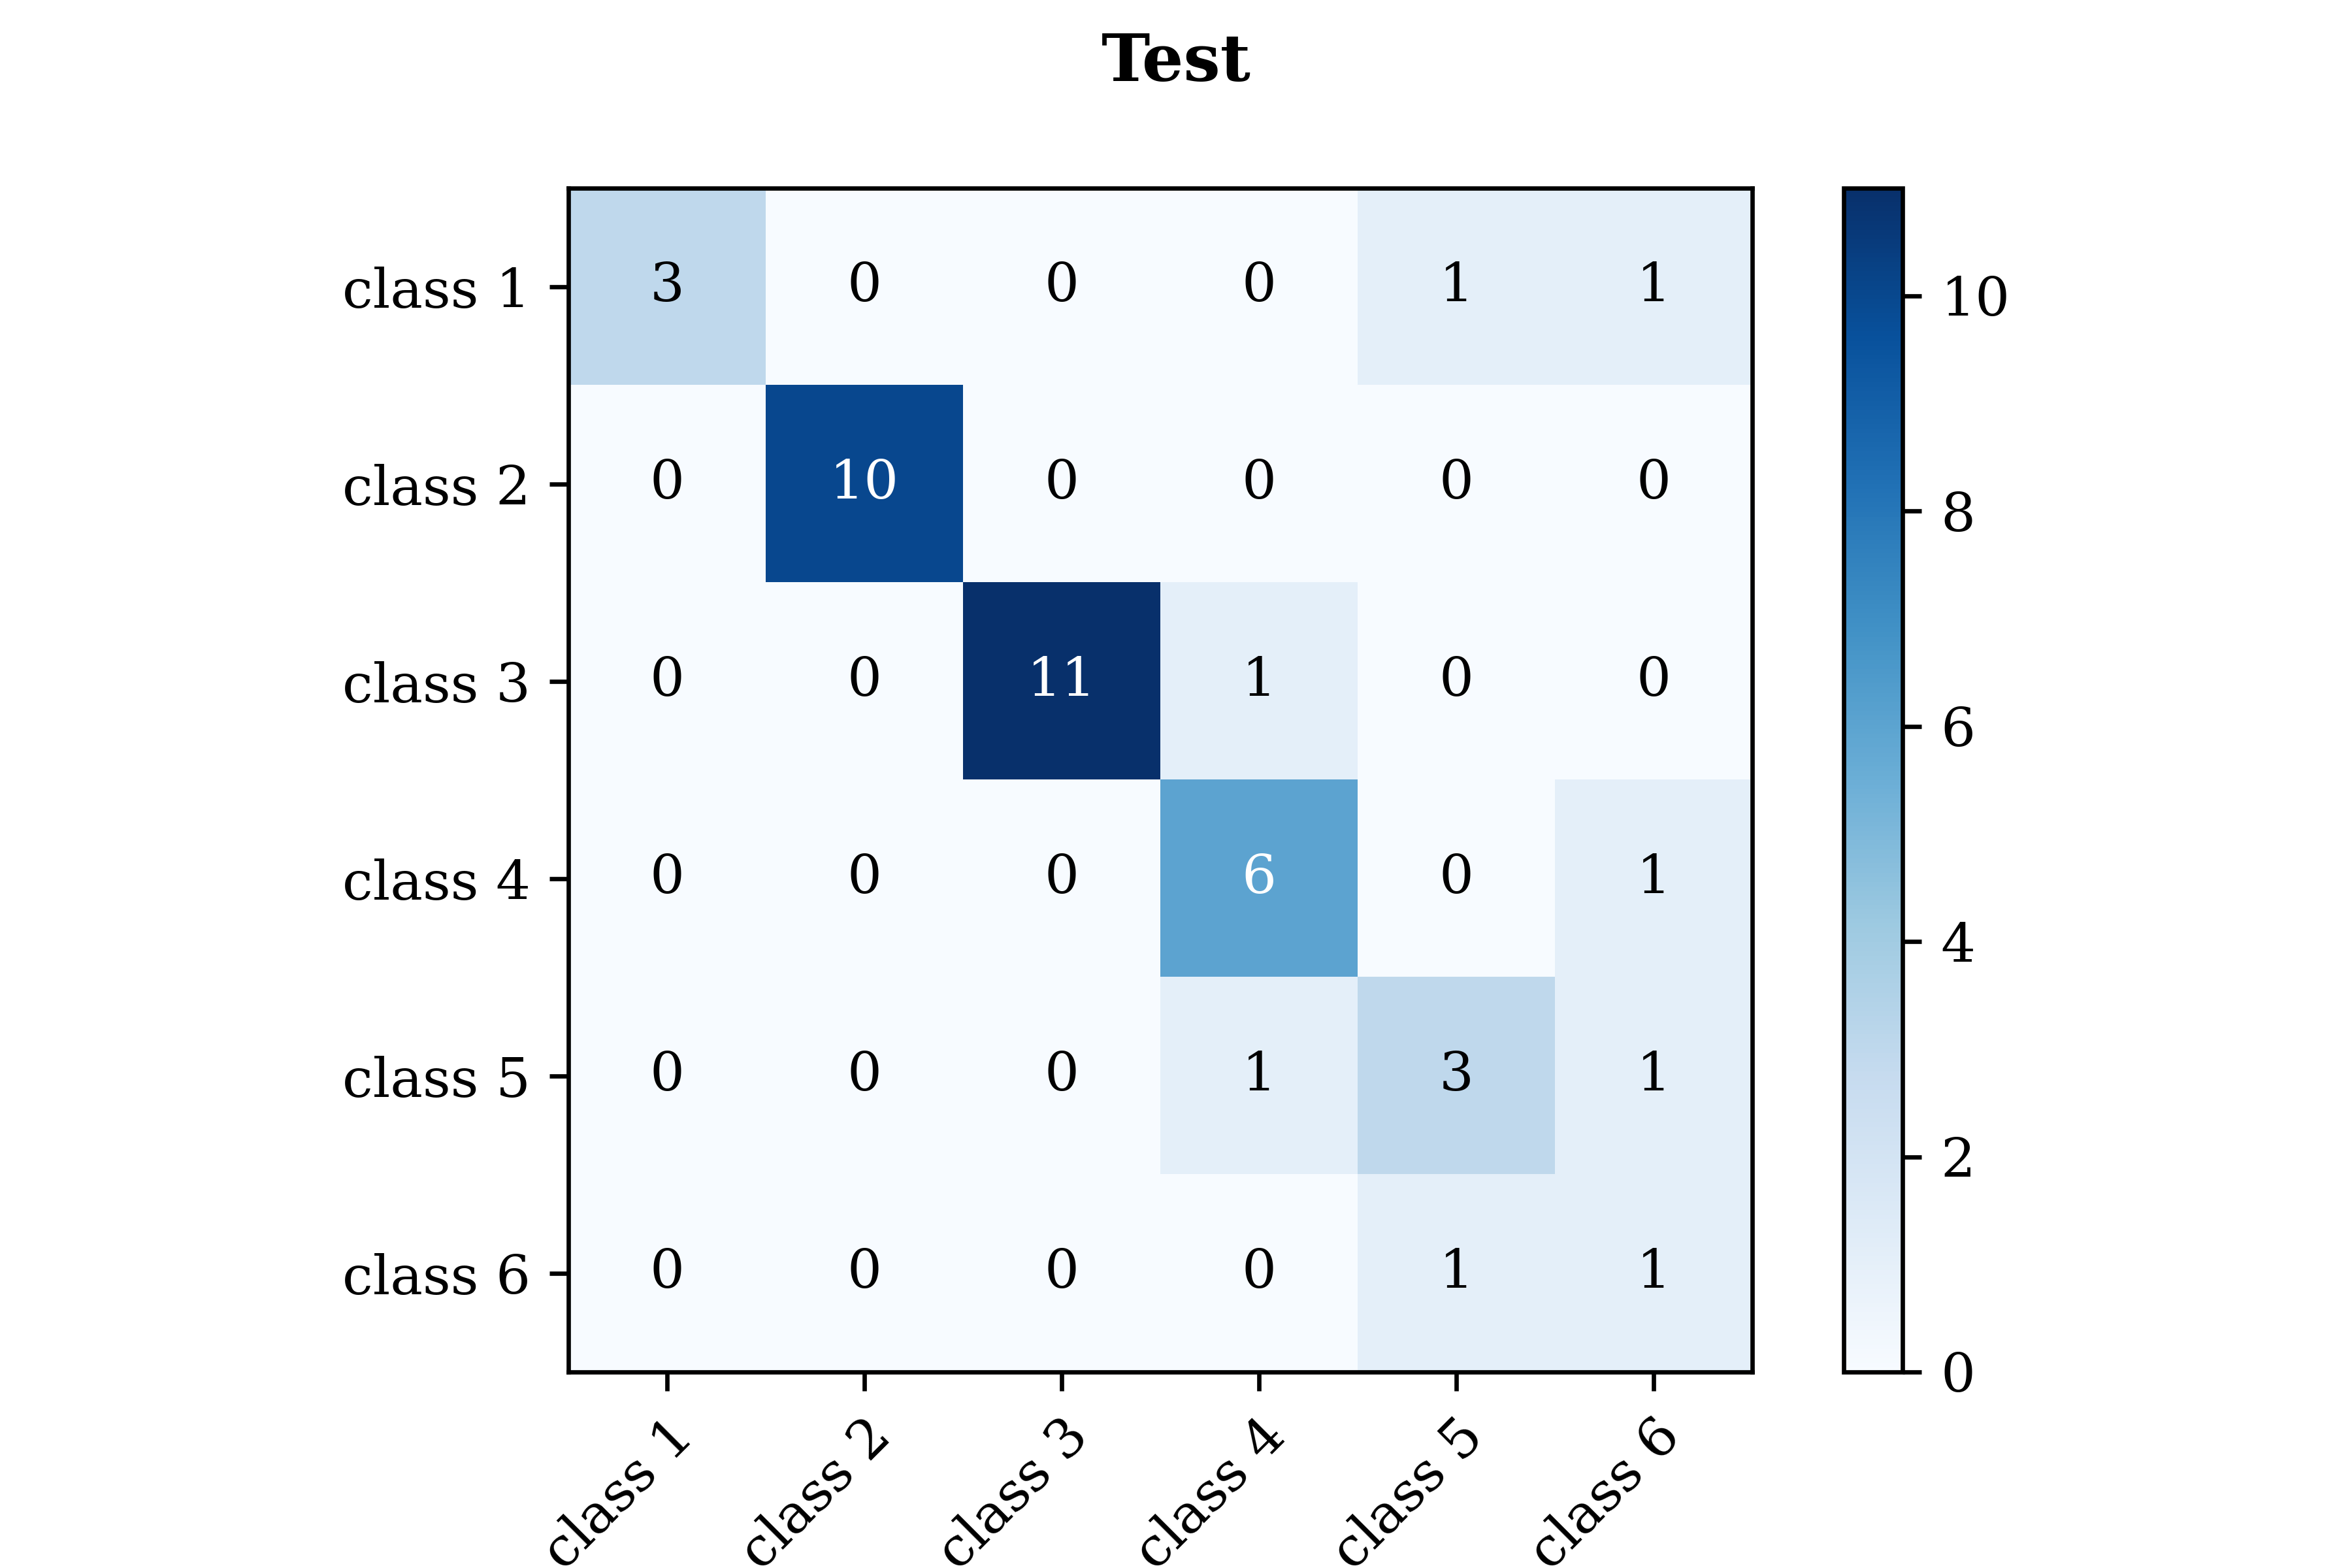 Test
class 1 3 0 0 0 1 1
class 2 0 10 0 0 0 0
class 3 0 0 11 1 0 0
class 4 0 0 0 6 0 1
class 5 0 0 0 1 3 1
class 6 0 0 0 0 1 1
class 1 class 2 class 3 class 4 class 5 class 6
10
8
6
4
2
0